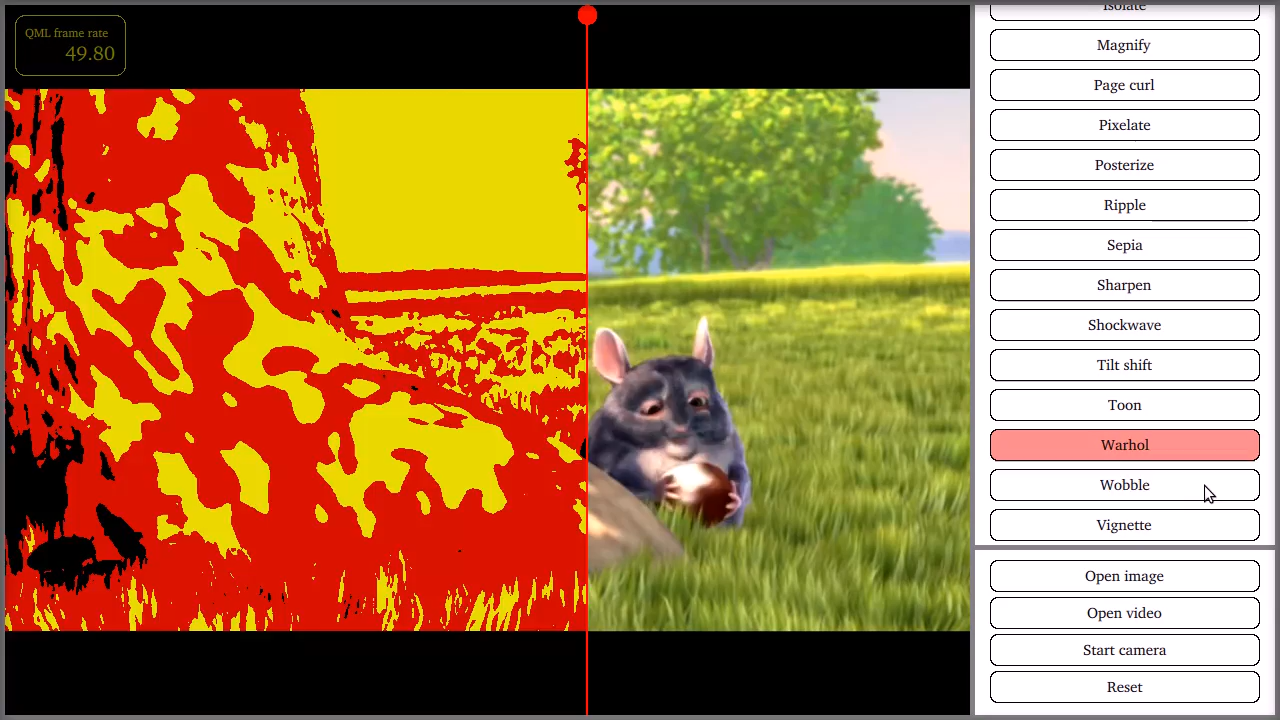 QML frame rate
49.80
Isolate
Magnify
Page curl
Pixelate
Posterize
Ripple
Sepia
Sharpen
Shockwave
Tilt shift
Toon
Warhol
Wobble
Vignette
Open image
Open video
Start camera
Reset